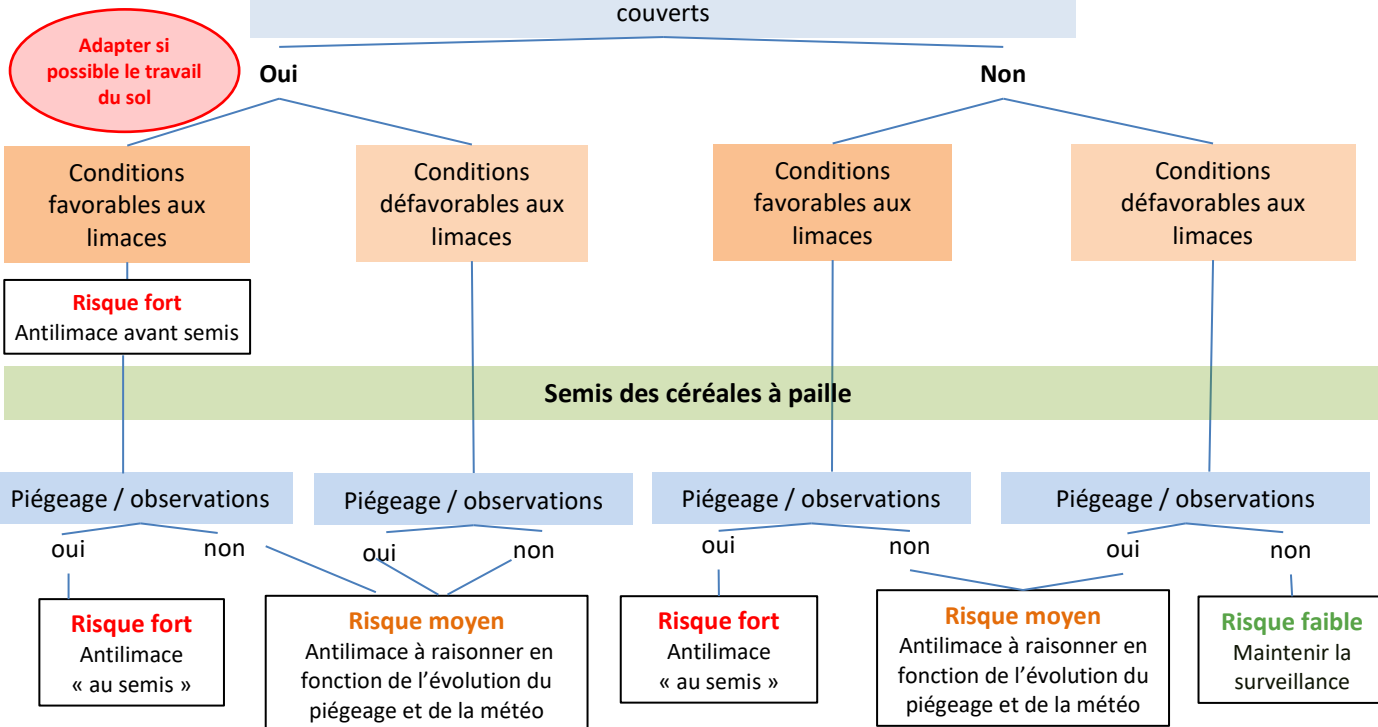 couverts
Adapter si
possible le travail
du sol
Oui
Non
Conditions
favorables aux
limaces
Conditions
défavorables aux
limaces
Conditions
favorables aux
limaces
Conditions
défavorables aux
limaces
Risque fort
Antilimace avant semis
Semis des céréales à paille
Piégeage / observations
Piégeage / observations
Piégeage / observations
Piégeage / observations
oui
non
oui
non
oui
non
oui
non
Risque fort
Antilimace
« au semis »
Risque moyen
Antilimace à raisonner en
fonction de l'évolution du
piégeage et de la météo
Risque fort
Antilimace
« au semis »
Risque moyen
Antilimace à raisonner en
fonction de l'évolution du
piégeage et de la météo
Risque faible
Maintenir la
surveillance